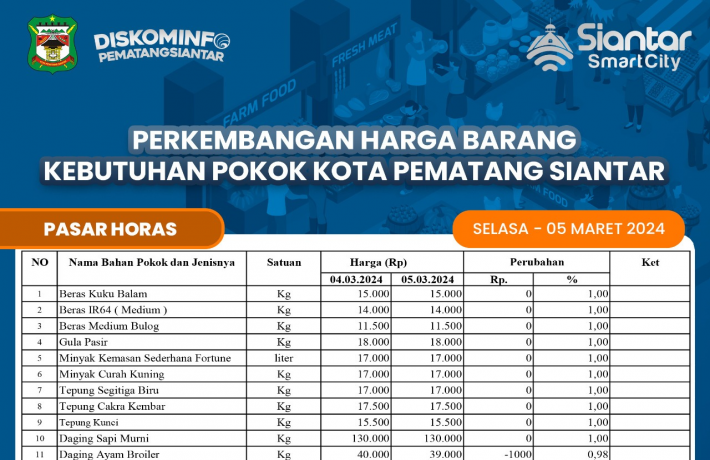 DISKOMINFO
PEMATANGSIANTAR
Siantar
SmartCity
FARM FOOD
FRESH MEAT
FARM FOOD
PERKEMBANGAN HARGA BARANG
KEBUTUHAN POKOK KOTA PEMATANG SIANTAR
PASAR HORAS
SELASA - 05 MARET 2024
NO Nama Bahan Pokok dan Jenisnya Satuan Harga (Rp) Perubahan Ket
04.03.2024 05.03.2024 Rp. %
1 Beras Kuku Balam Kg 15.000 15.000 0 1,00
2 Beras IR64 ( Medium ) Kg 14.000 14.000 0 1,00
3 Beras Medium Bulog Kg 11.500 11.500 0 1,00
4 Gula Pasir Kg 18.000 18.000 0 1,00
5 Minyak Kemasan Sederhana Fortune liter 17.000 17.000 0 1,00
6 Minyak Curah Kuning Kg 17.000 17.000 0 1,00
7 Tepung Segitiga Biru Kg 17.000 17.000 0 1,00
8 Tepung Cakra Kembar Kg 17.500 17.500 0 1,00
9 Tepung Kunci Kg 15.500 15.500 0 1,00
10 Daging Sapi Murni Kg 130.000 130.000 0 1,00
11 Daging Ayam Broiler Kg 40.000 39.000 -1000 0,98